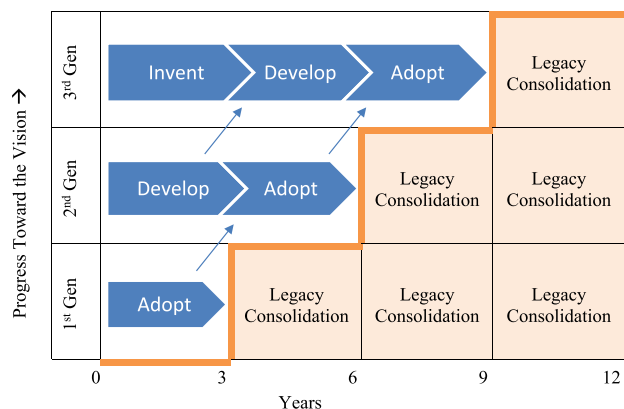 Progress Toward the Vision →
3rd Gen
Invent
Develop
Adopt
Legacy
Consolidation
2nd Gen
Develop
Adopt
Legacy
Consolidation
Legacy
Consolidation
1st Gen
Adopt
Legacy
Consolidation
Legacy
Consolidation
Legacy
Consolidation
0 3 6 9 12
Years